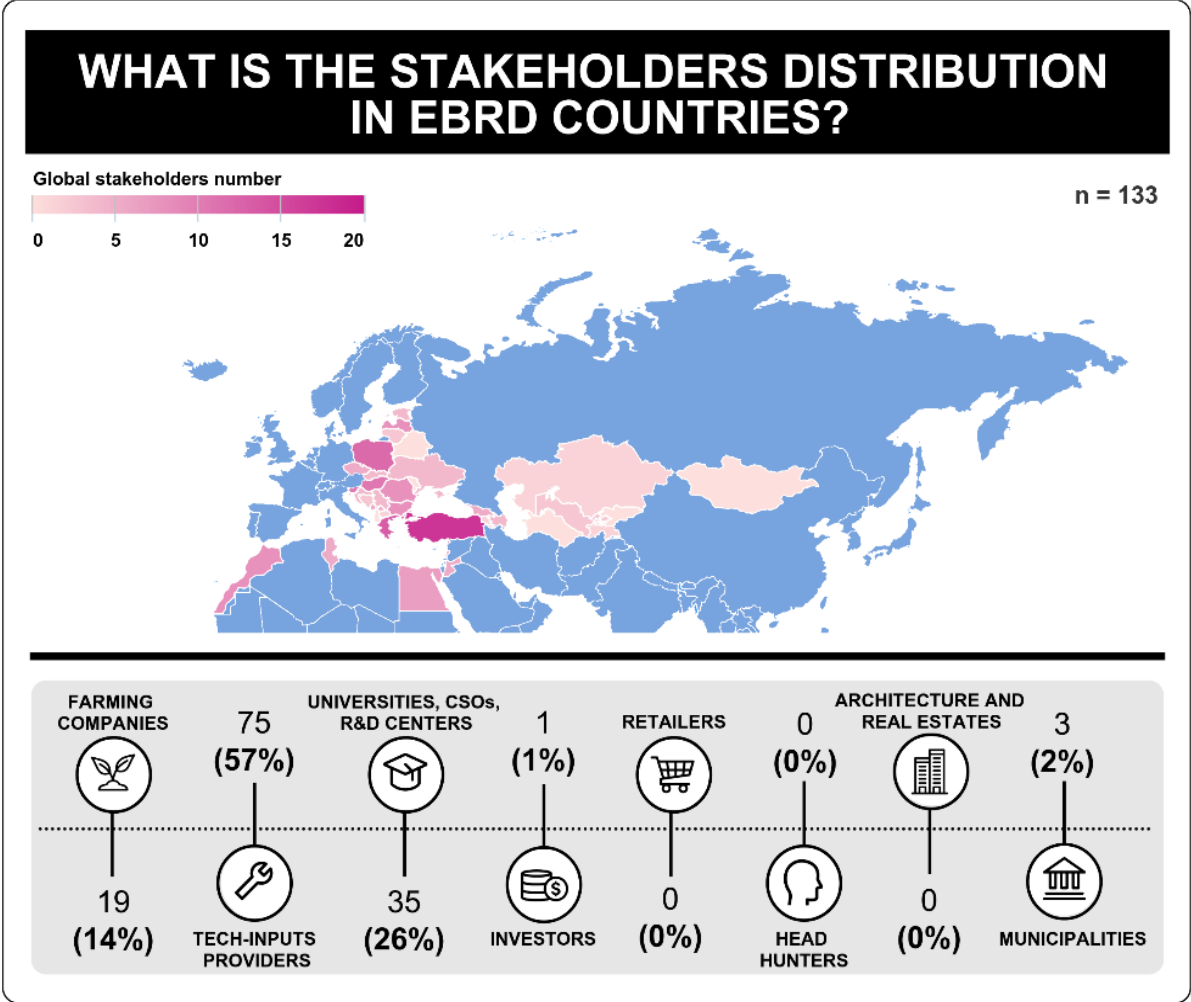 WHAT IS THE STAKEHOLDERS DISTRIBUTION
IN EBRD COUNTRIES?
Global stakeholders number
0 5 10 15 20
n = 133
FARMING
COMPANIES
19
(14%)
75
(57%)
TECH-INPUTS
PROVIDERS
UNIVERSITIES, CSOs,
R&D CENTERS
35
(26%)
1
(1%)
INVESTORS
RETAILERS
0
(0%)
0
(0%)
HEAD
HUNTERS
ARCHITECTURE AND
REAL ESTATES
0
(0%)
3
(2%)
MUNICIPALITIES